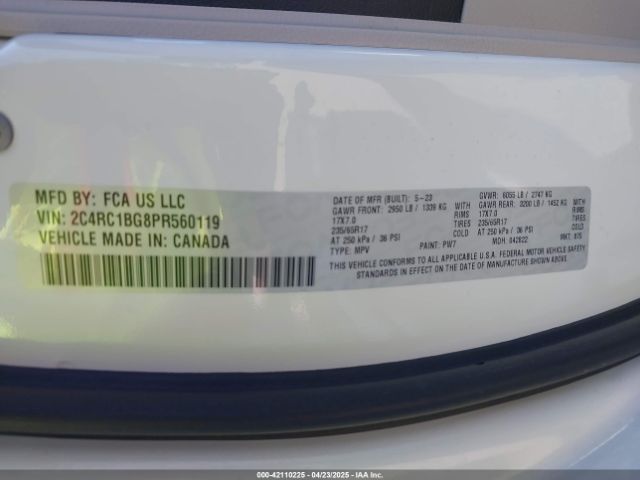 MFD BY: FCA US LLC
VIN: 2C4RC1BG8PR560119
VEHICLE MADE IN: CANADA
DATE OF MFR (BUILT): 5-23
GVWR: 6055 LB / 2747 KG
GAWR FRONT: 2950 LB / 1339 KG WITH
GAWR REAR: 3200 LB / 1452 KG WITH
17X7.0 RIMS
17X7.0 RIMS
235/65R17 TIRES
235/65R17 TIRES
AT 250 kPa / 36 PSI COLD
AT 250 kPa / 36 PSI COLD
TYPE: MPV PAINT: PW7 MDH: 042822 MKT: 875
THIS VEHICLE CONFORMS TO ALL APPLICABLE U.S.A. FEDERAL MOTOR VEHICLE SAFETY
STANDARDS IN EFFECT ON THE DATE OF MANUFACTURE SHOWN ABOVE.
000-42110225 - 04/23/2025 - Copyright IAA, Inc.